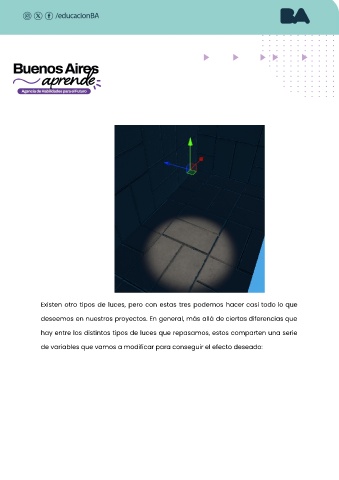 /educacionBA
BA
Buenos Aires
aprende
Agencia de Habilidades para el Futuro
Existen otro tipos de luces, pero con estas tres podemos hacer casi todo lo que
deseemos en nuestros proyectos. En general, más allá de ciertas diferencias que
hay entre los distintos tipos de luces que repasamos, estos comparten una serie
de variables que vamos a modificar para conseguir el efecto deseado: